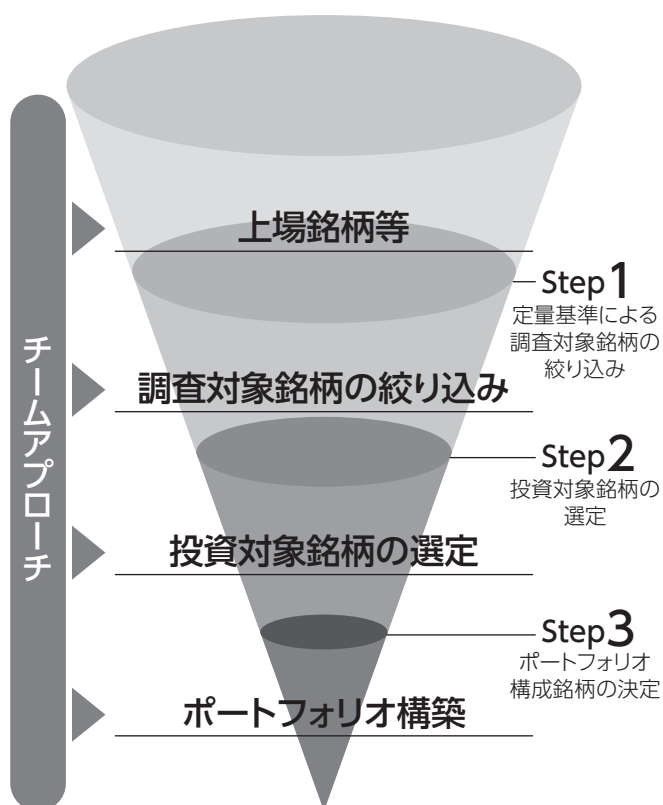 チームアプローチ
上場銘柄等
Step1
定量基準による
調査対象銘柄の
絞り込み
調査対象銘柄の絞り込み
Step2
投資対象銘柄の
選定
投資対象銘柄の選定
Step3
ポートフォリオ
構成銘柄の決定
ポートフォリオ構築